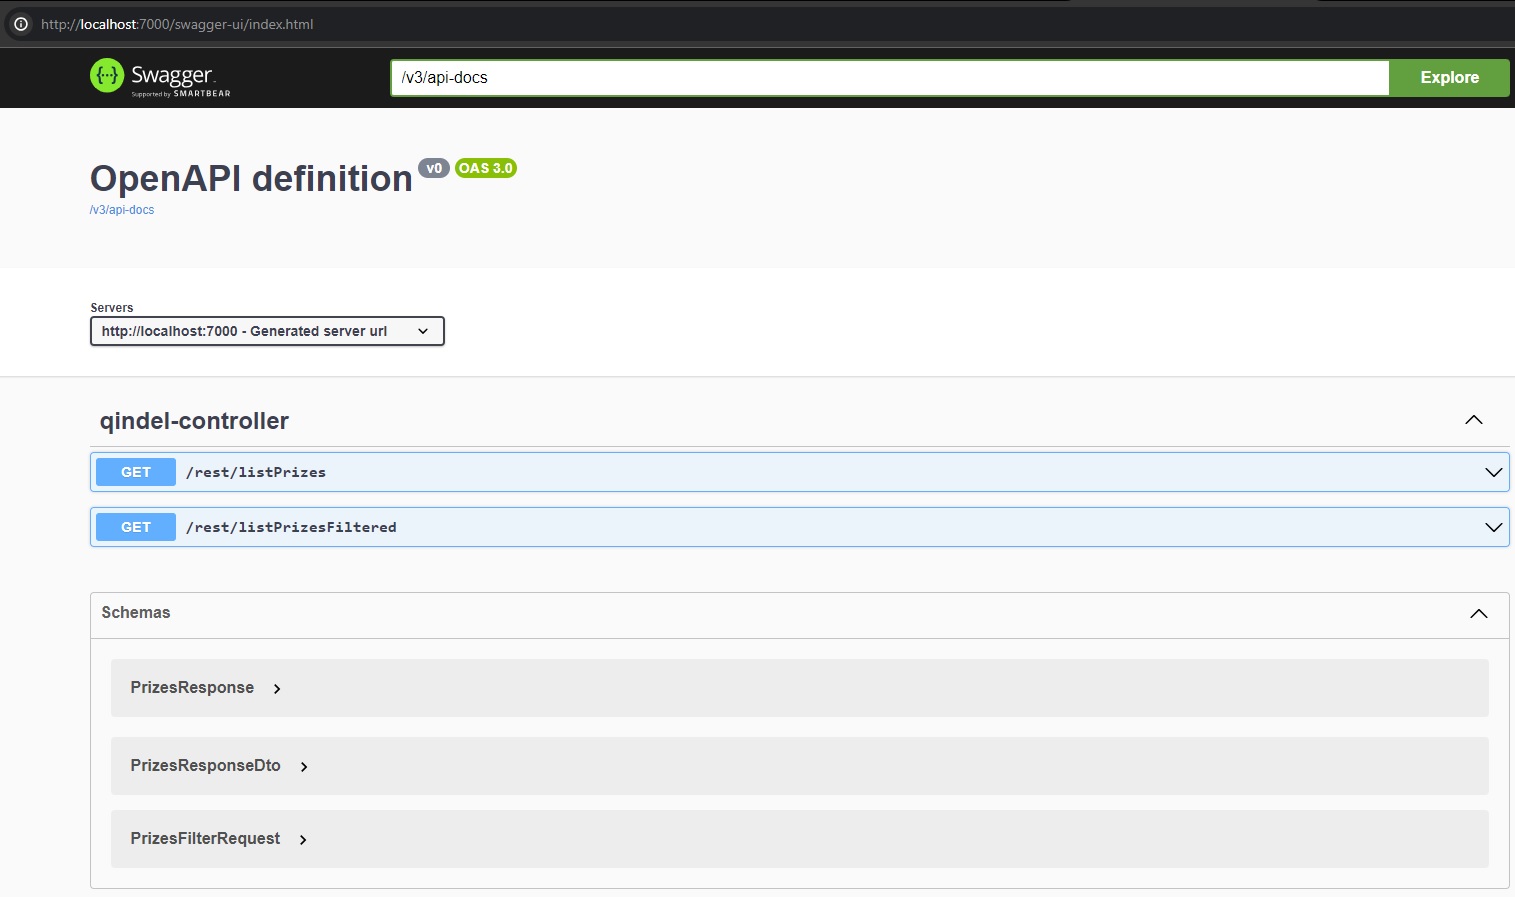 http://localhost:7000/swagger-ui/index.html
Swagger.
Supported by SMARTBEAR
/v3/api-docs
Explore
OpenAPI definition v0 OAS 3.0
/v3/api-docs
Servers
http://localhost:7000 - Generated server url
qindel-controller
GET /rest/listPrizes
GET /rest/listPrizesFiltered
Schemas
PrizesResponse
PrizesResponseDto
PrizesFilterRequest